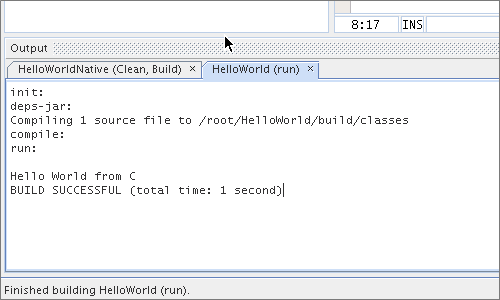 8:17 INS
Output
HelloWorldNative (Clean, Build) × HelloWorld (run) ×
init:
deps-jar:
Compiling 1 source file to /root/HelloWorld/build/classes
compile:
run:
Hello World from C
BUILD SUCCESSFUL (total time: 1 second)
Finished building HelloWorld (run).